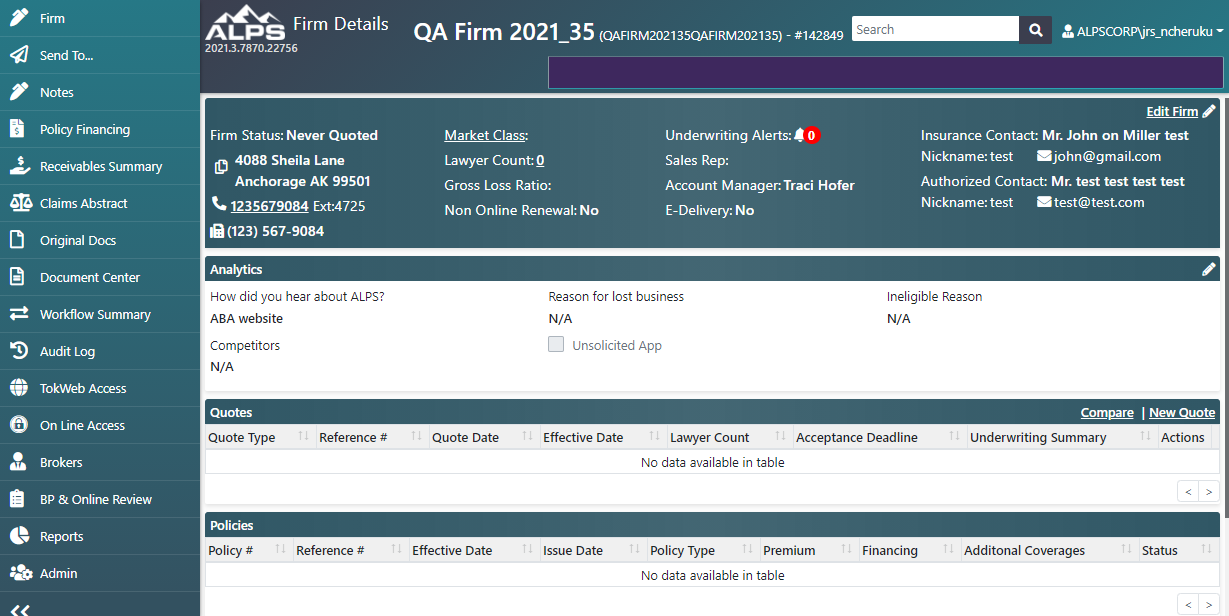 Firm
Send To...
Notes
Policy Financing
Receivables Summary
Claims Abstract
Original Docs
Document Center
Workflow Summary
Audit Log
TokWeb Access
On Line Access
Brokers
BP & Online Review
Reports
Admin
ALPS
2021.3.7870.22756
Firm Details
QA Firm 2021_35 (QAFIRM202135QAFIRM202135) - #142849
Search
ALPSCORP\jrs_ncheruku
Edit Firm
Firm Status: Never Quoted
4088 Sheila Lane
Anchorage AK 99501
1235679084 Ext:4725
(123) 567-9084
Market Class:
Lawyer Count: 0
Gross Loss Ratio:
Non Online Renewal: No
Underwriting Alerts: 0
Sales Rep:
Account Manager: Traci Hofer
E-Delivery: No
Insurance Contact: Mr. John on Miller test
Nickname: test john@gmail.com
Authorized Contact: Mr. test test test test
Nickname: test test@test.com
Analytics
How did you hear about ALPS? Reason for lost business Ineligible Reason
ABA website N/A N/A
Competitors Unsolicited App
N/A
Quotes Compare | New Quote
Quote Type Reference # Quote Date Effective Date Lawyer Count Acceptance Deadline Underwriting Summary Actions
No data available in table
< >
Policies
Policy # Reference # Effective Date Issue Date Policy Type Premium Financing Additonal Coverages Status
No data available in table
< >